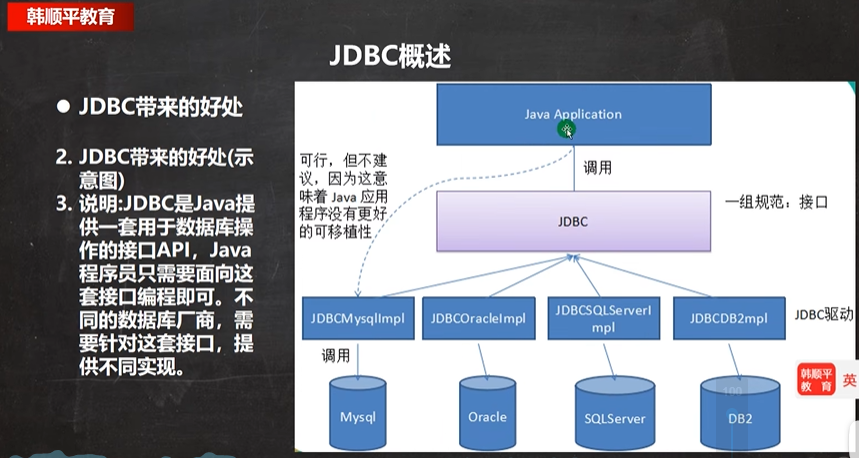 韩顺平教育
JDBC概述
● JDBC带来的好处
2. JDBC带来的好处(示
意图)
3. 说明:JDBC是Java提
供一套用于数据库操
作的接口API，Java
程序员只需要面向这
套接口编程即可。不
同的数据库厂商，需
要针对这套接口，提
供不同实现。
Java Application
可行，但不建
议，因为这意
味着 Java 应用
程序没有更好
的可移植性
调用
JDBC
一组规范：接口
JDBCMysqlImpl
JDBCOracleImpl
JDBCSQLServerI
mpl
JDBCDB2mpl
JDBC驱动
调用
Mysql
Oracle
SQLServer
DB2
100
韩顺平
教 育
英